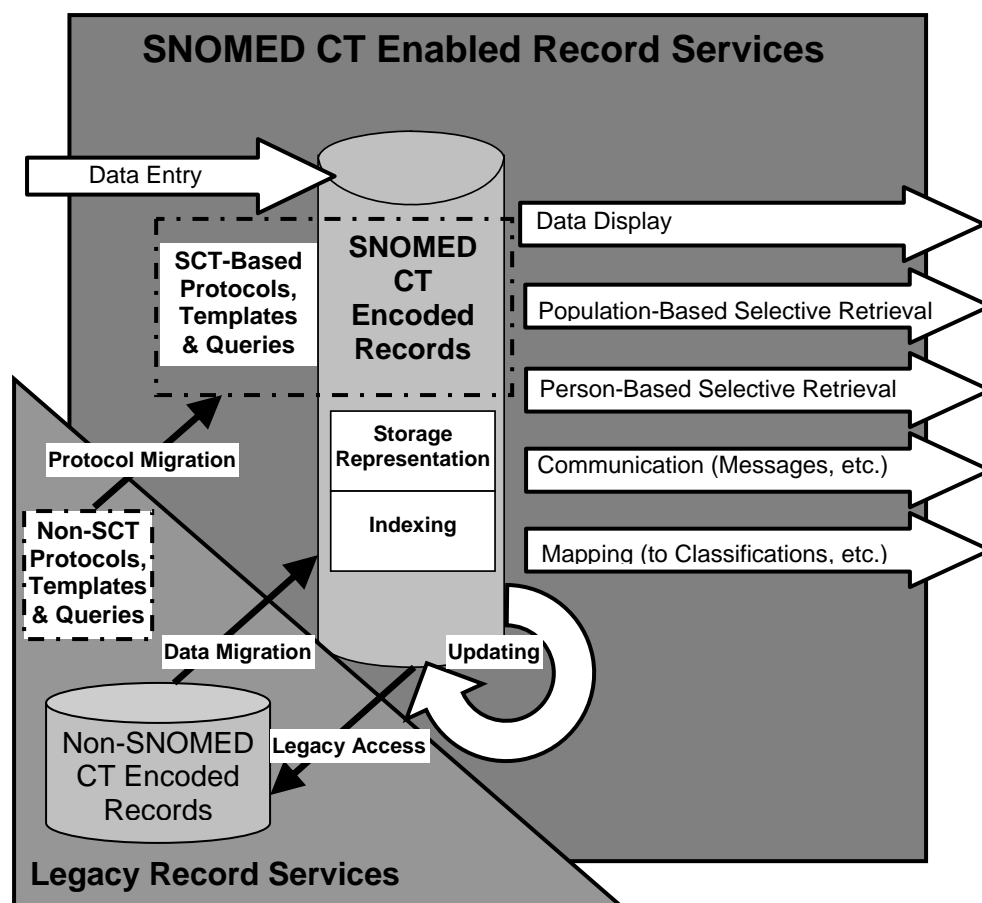 SNOMED CT Enabled Record Services
Data Entry
Data Display
SCT-Based
Protocols,
Templates
& Queries
SNOMED
CT
Encoded
Records
Population-Based Selective Retrieval
Person-Based Selective Retrieval
Storage
Representation
Protocol Migration
Communication (Messages, etc.)
Indexing
Non-SCT
Protocols,
Templates
& Queries
Mapping (to Classifications, etc.)
Data Migration
Updating
Non-SNOMED
CT Encoded
Records
Legacy Access
Legacy Record Services